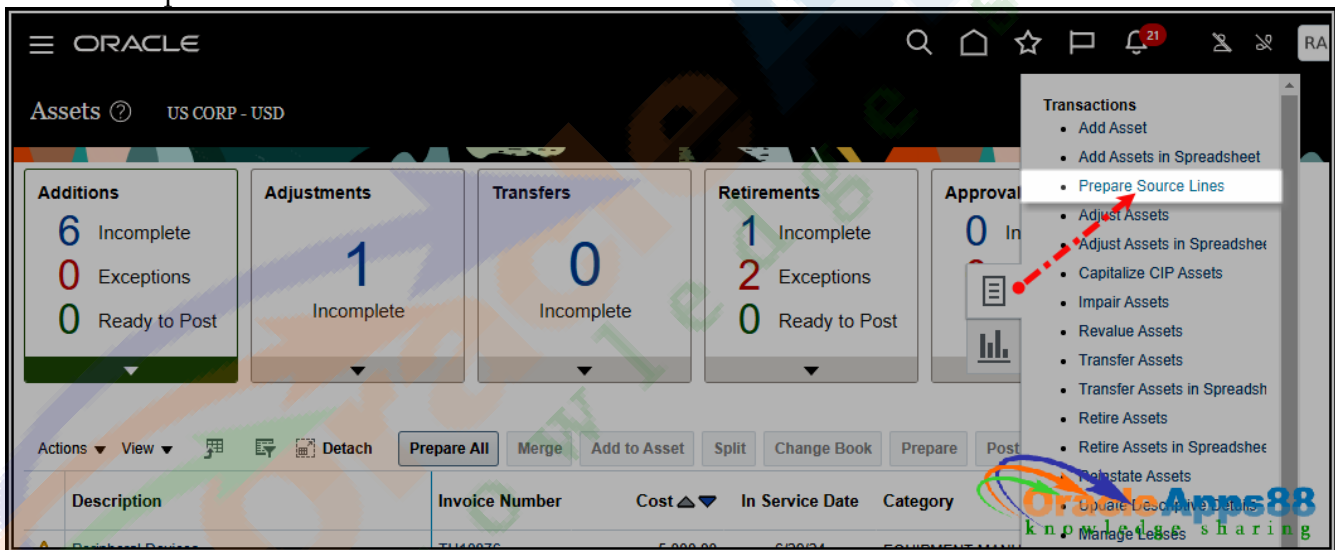 ORACLE
21
RA
Assets ? US CORP - USD
Transactions
Add Asset
Add Assets in Spreadsheet
Prepare Source Lines
Adjust Assets
Adjust Assets in Spreadshee
Capitalize CIP Assets
Impair Assets
Revalue Assets
Transfer Assets
Transfer Assets in Spreadsh
Retire Assets
Retire Assets in Spreadshee
Reinstate Assets
Update Descriptive Details
Manage Leases
Additions
6 Incomplete
0 Exceptions
0 Ready to Post
Adjustments
1
Incomplete
Transfers
0
Incomplete
Retirements
1 Incomplete
2 Exceptions
0 Ready to Post
Approval
0 In
Actions View Detach Prepare All Merge Add to Asset Split Change Book Prepare Post
Description Invoice Number Cost In Service Date Category
OracleApps88
knowledge sharing